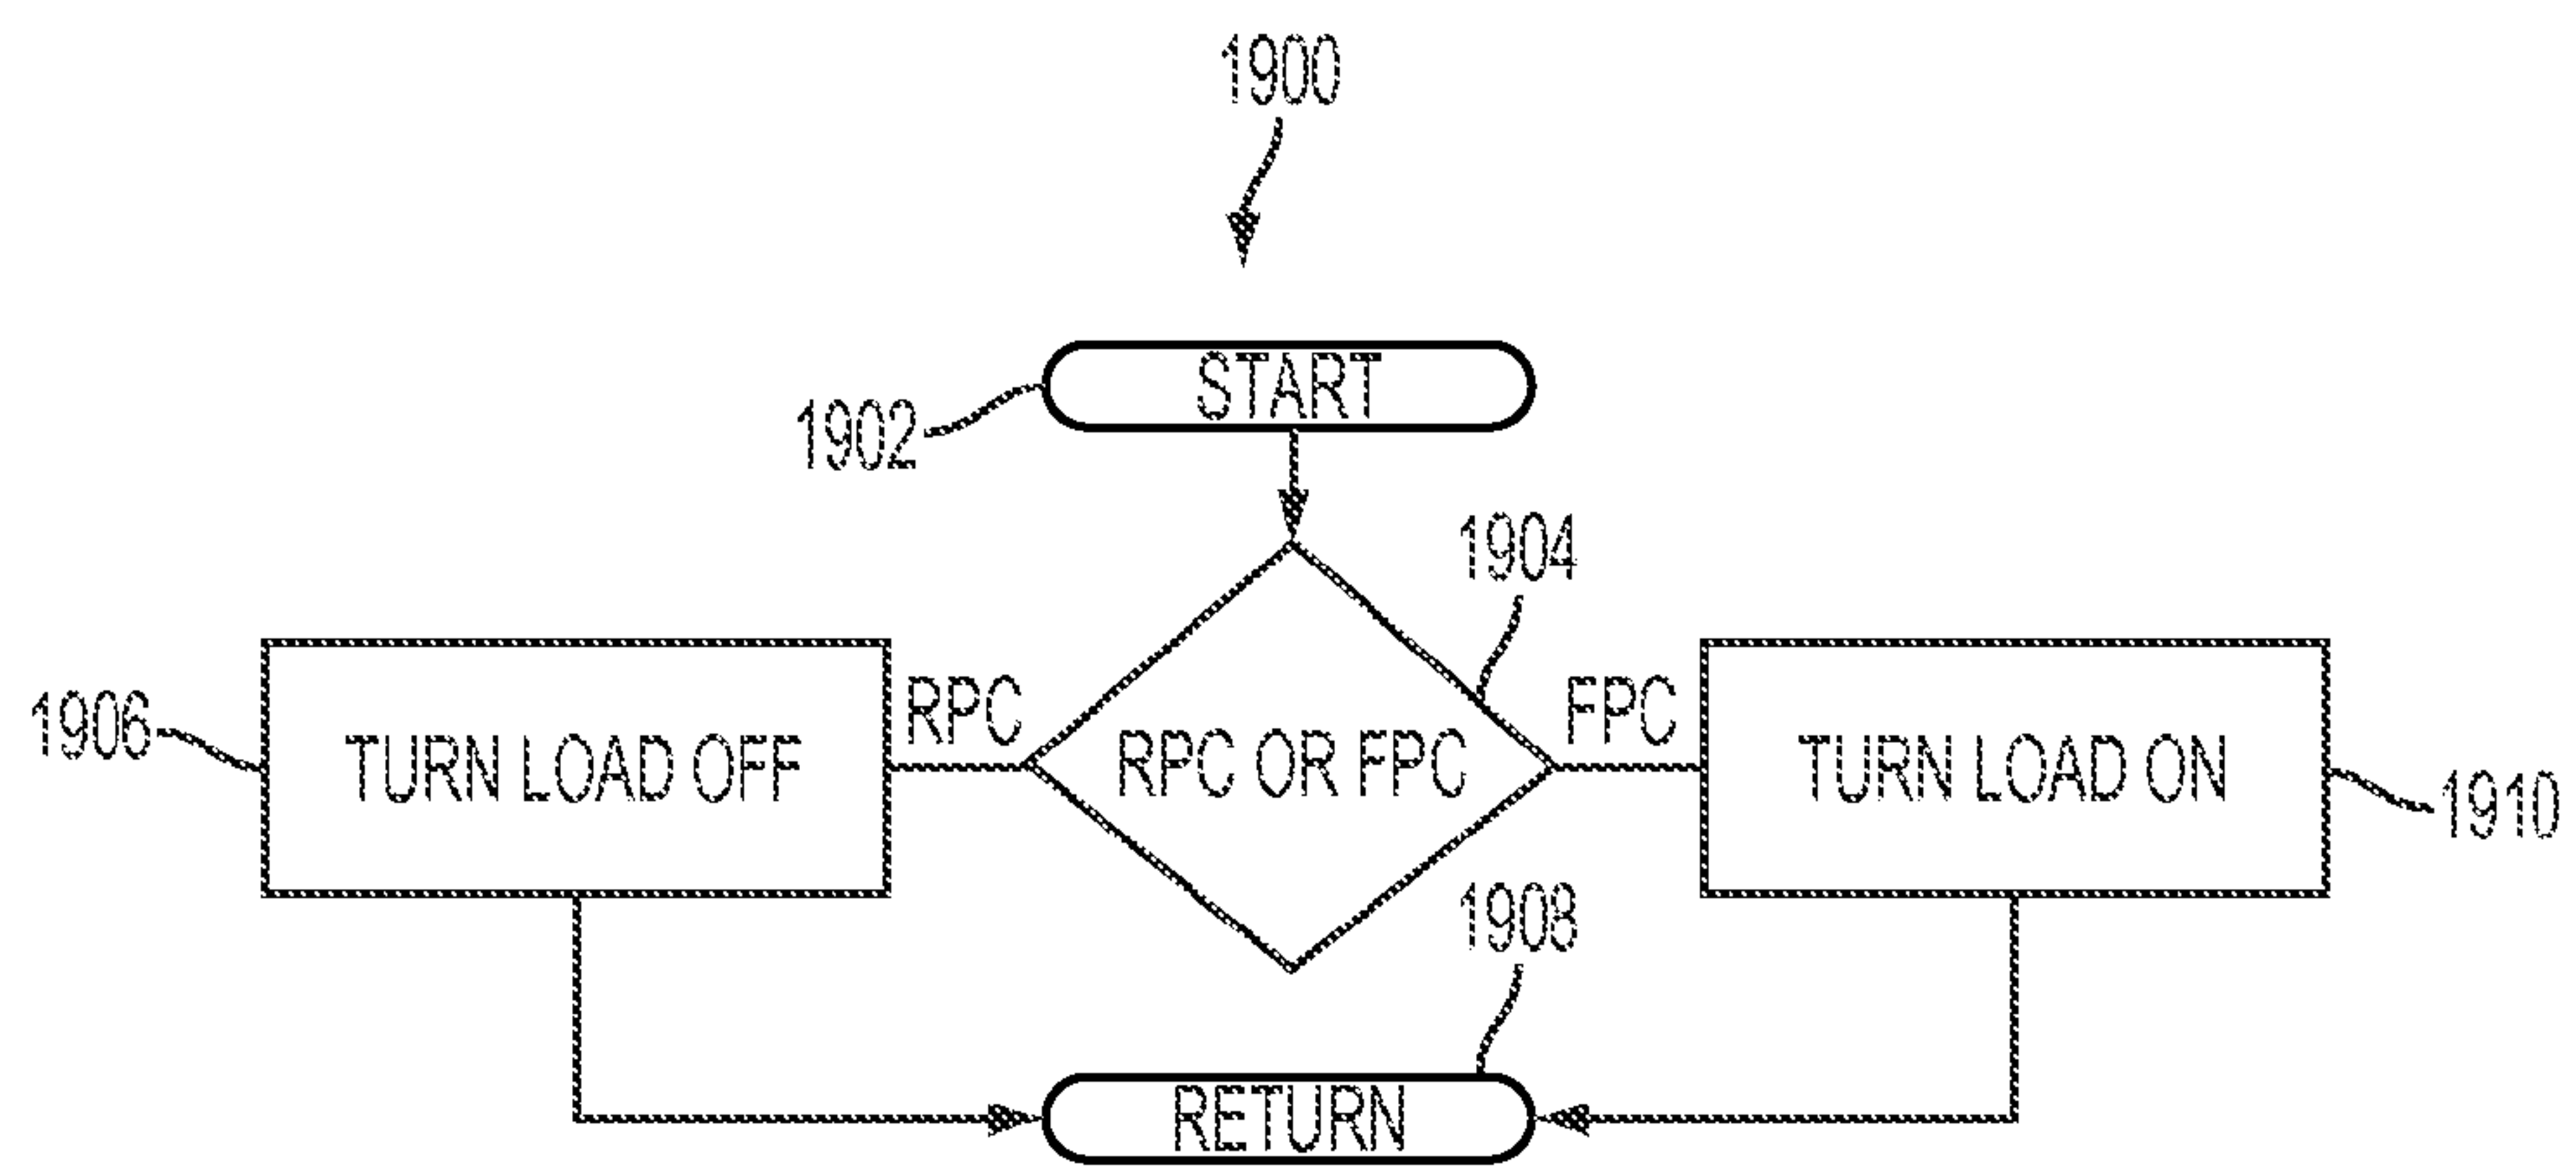 1900
START
1902
1904
RPC
FPC
1906
TURN LOAD OFF
RPC OR FPC
TURN LOAD ON
1910
1908
RETURN